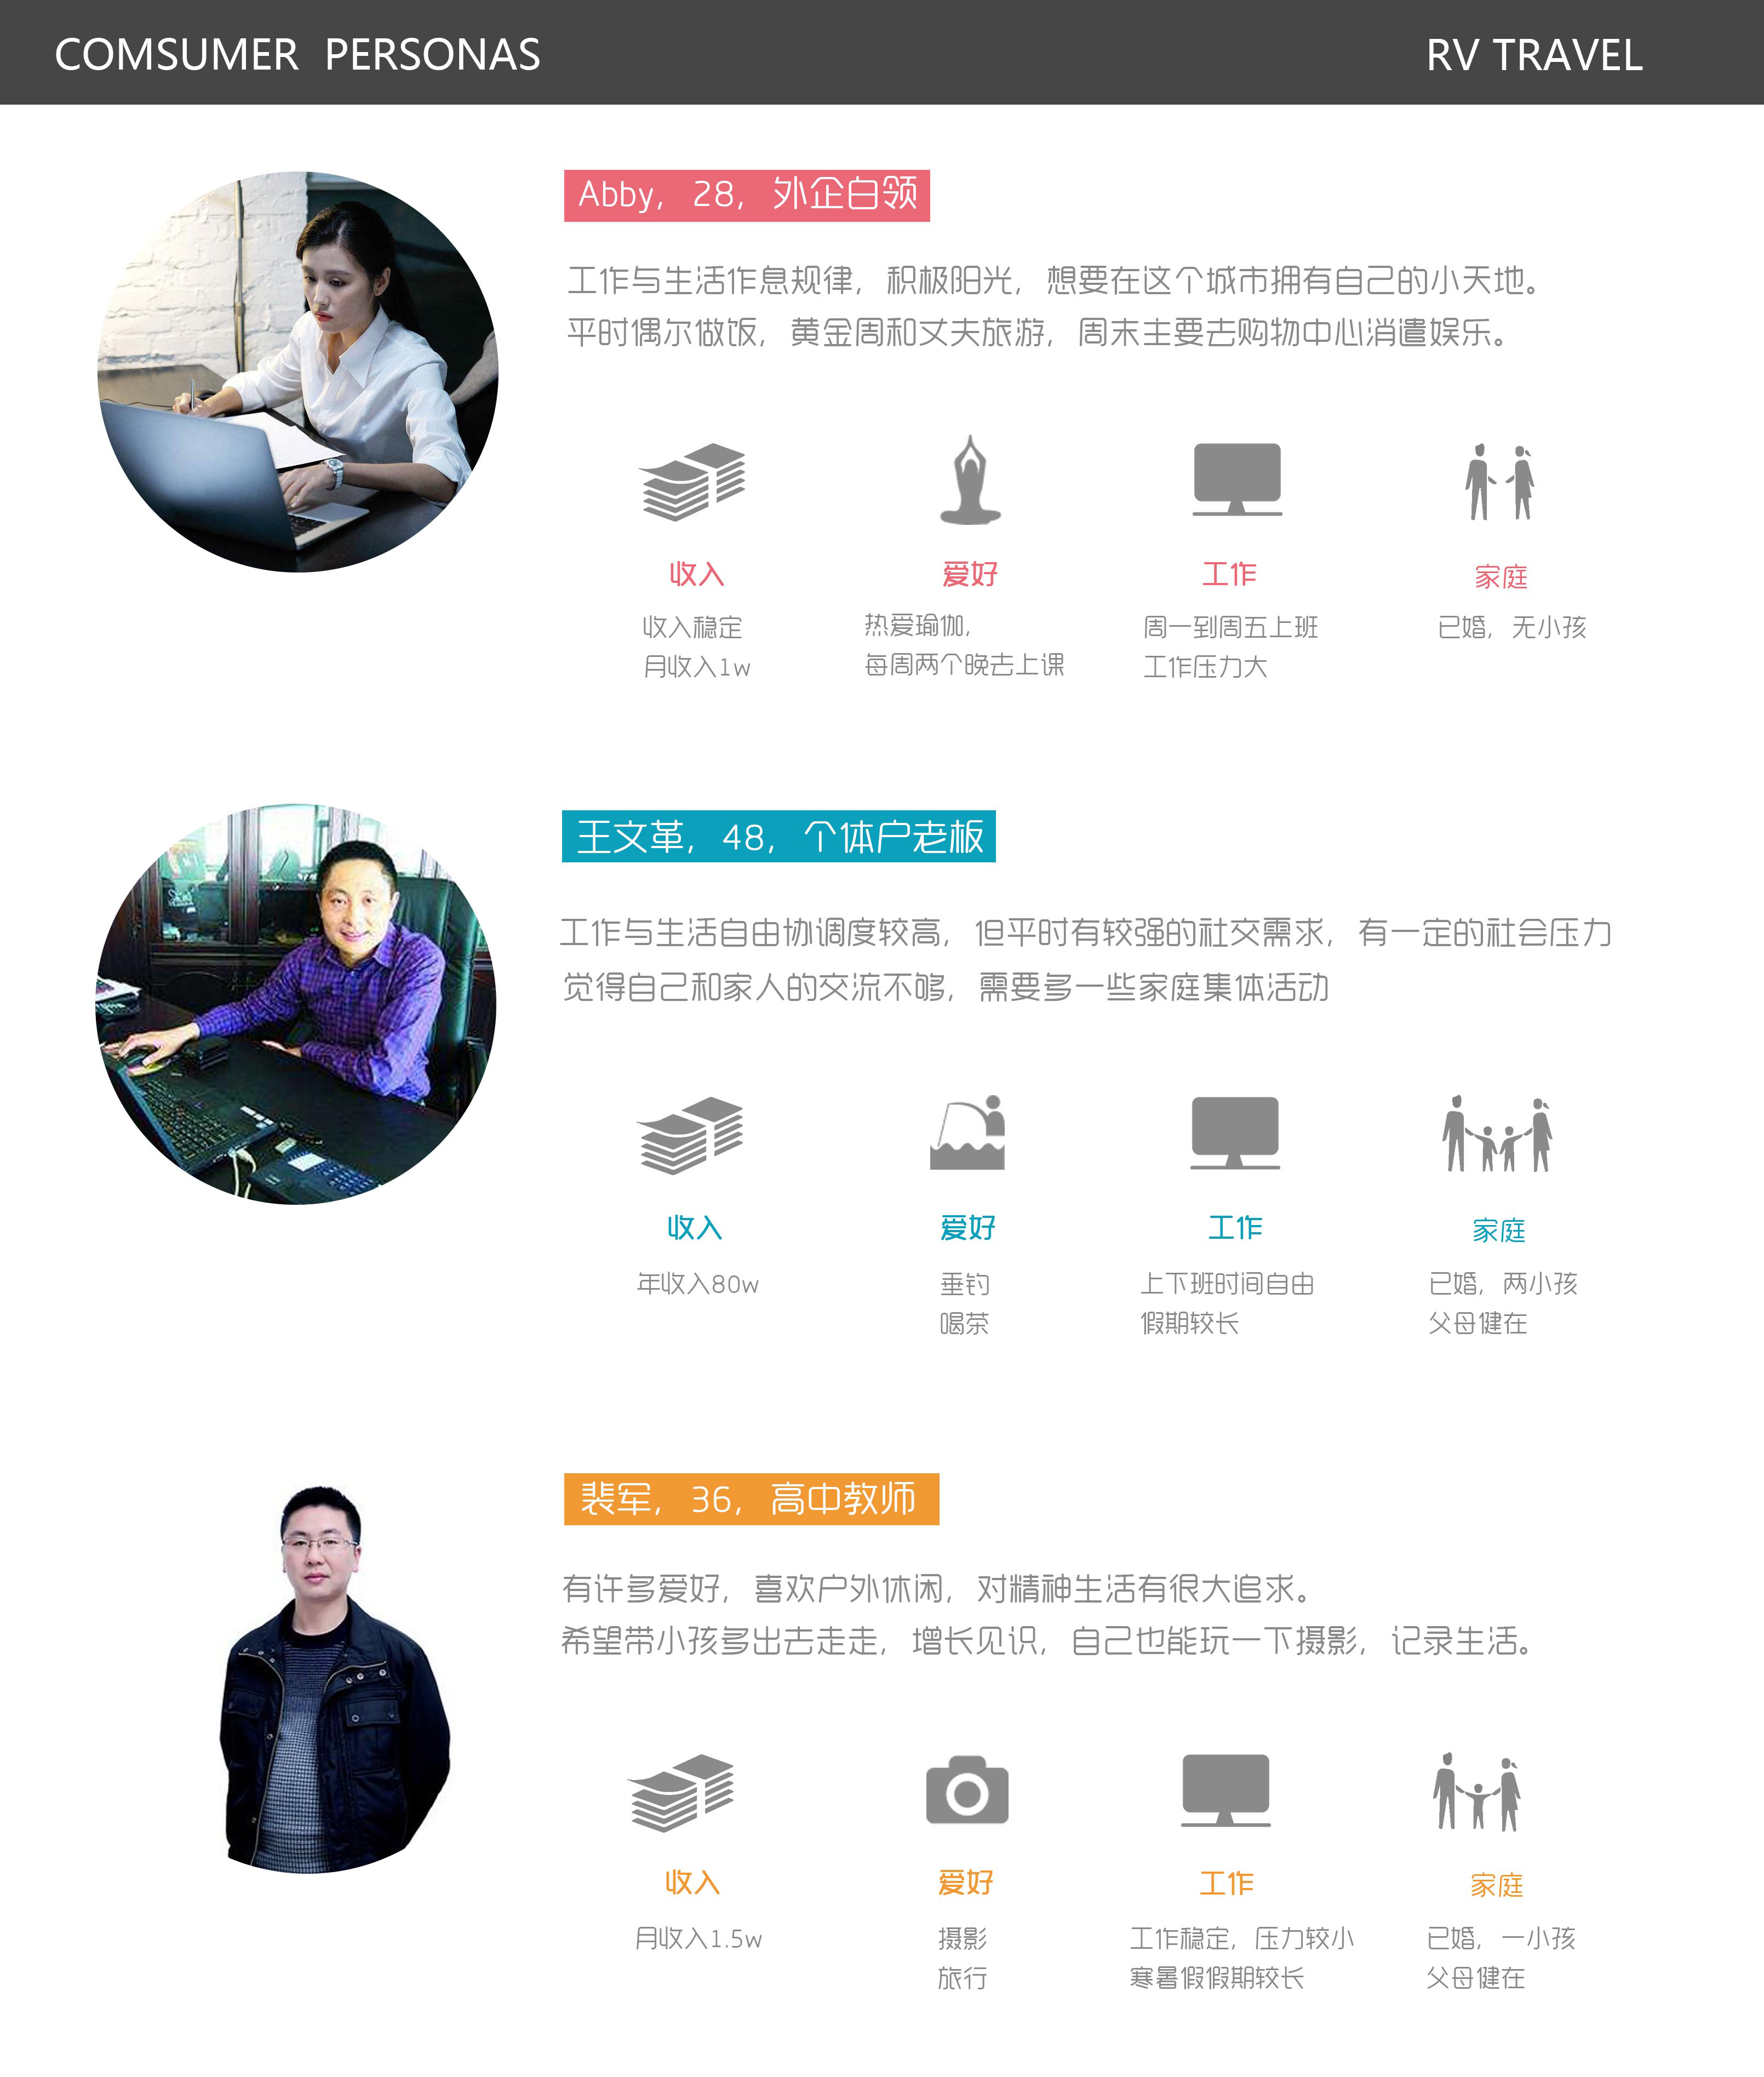 COMSUMER PERSONAS
RV TRAVEL
Abby，28，外企白领
工作与生活作息规律，积极阳光，想要在这个城市拥有自己的小天地。
平时偶尔做饭，黄金周和丈夫旅游，周末主要去购物中心消遣娱乐。
收入
爱好
工作
家庭
收入稳定
月收入1w
热爱瑜伽，
每周两个晚去上课
周一到周五上班
工作压力大
已婚，无小孩
王文革，48，个体户老板
工作与生活自由协调度较高，但平时有较强的社交需求，有一定的社会压力
觉得自己和家人的交流不够，需要多一些家庭集体活动
收入
爱好
工作
家庭
年收入80w
垂钓
喝茶
上下班时间自由
假期较长
已婚，两小孩
父母健在
裴军，36，高中教师
有许多爱好，喜欢户外休闲，对精神生活有很大追求。
希望带小孩多出去走走，增长见识，自己也能玩一下摄影，记录生活。
收入
爱好
工作
家庭
月收入1.5w
摄影
旅行
工作稳定，压力较小
寒暑假假期较长
已婚，一小孩
父母健在